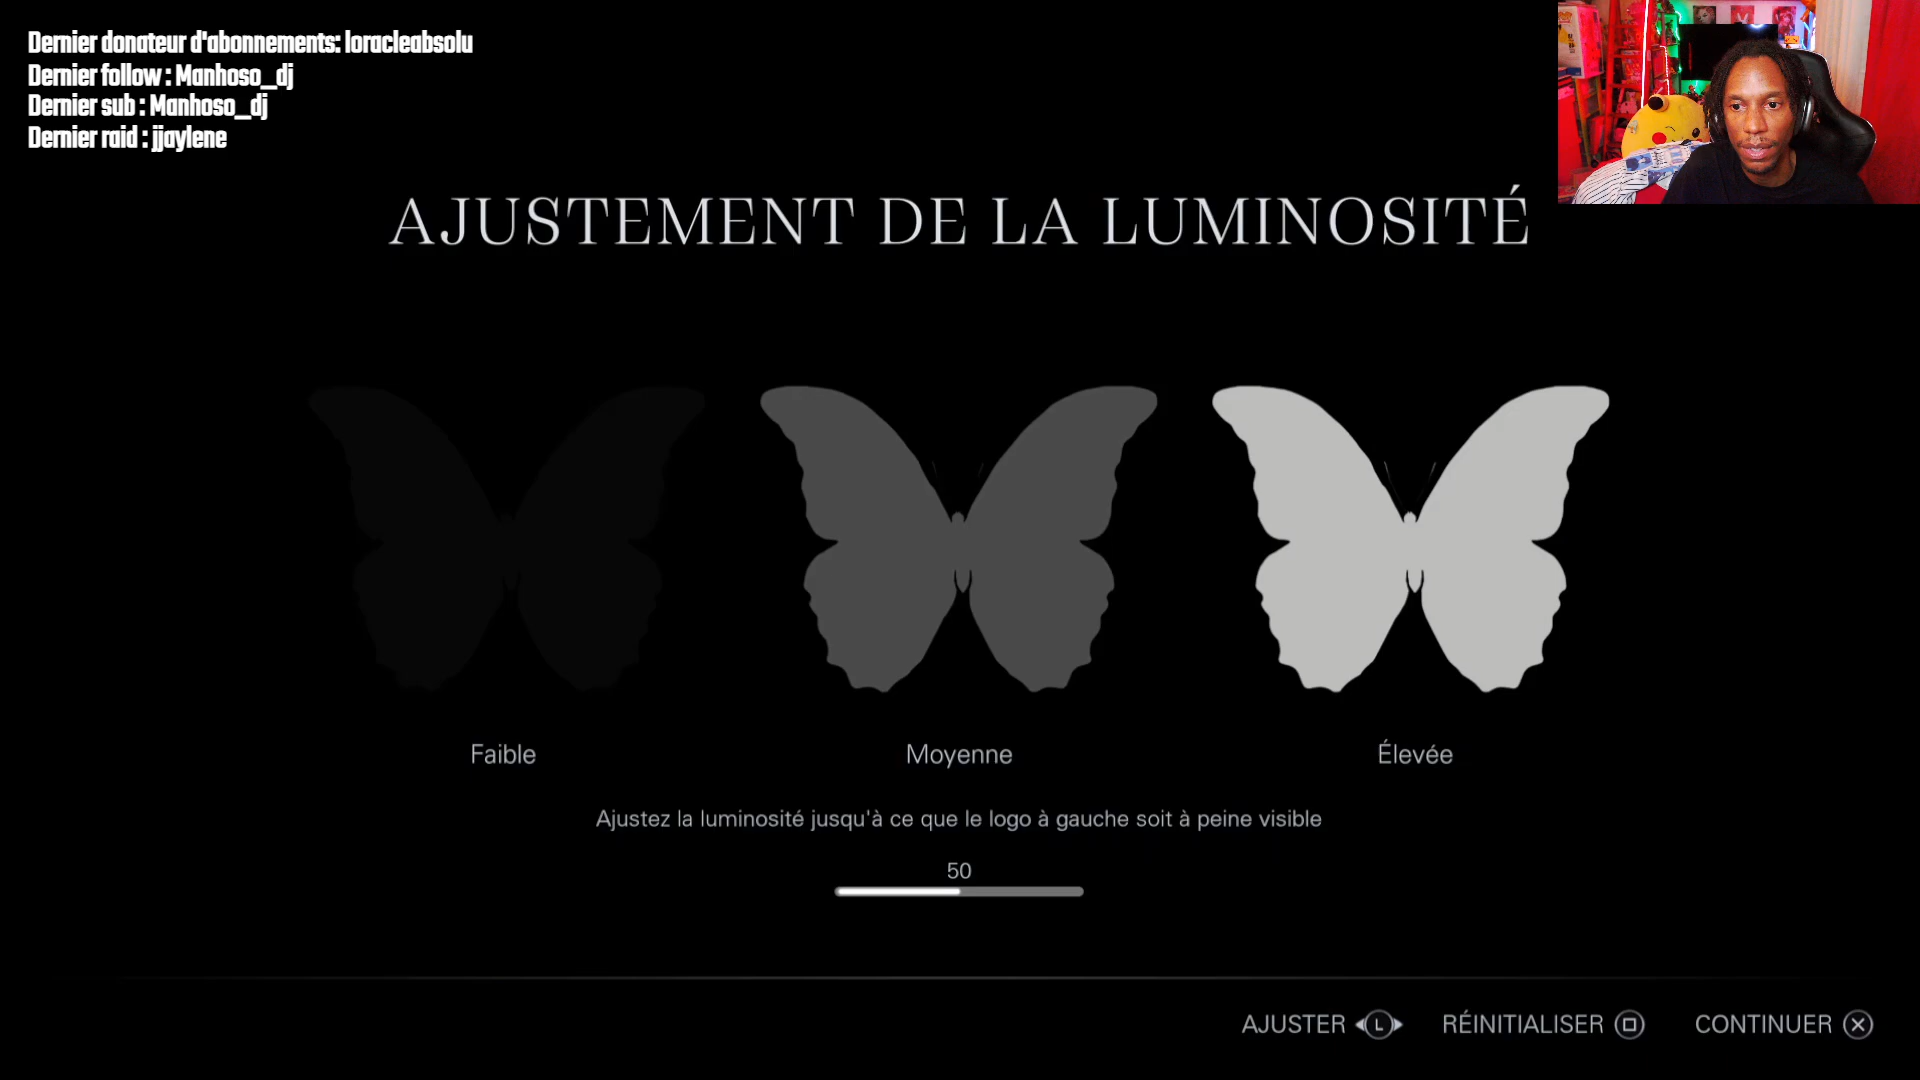 Dernier donateur d'abonnements: loracleabsolu
Dernier follow : Manhoso_dj
Dernier sub : Manhoso_dj
Dernier raid : jjaylene
AJUSTEMENT DE LA LUMINOSITÉ
Faible
Moyenne
Élevée
Ajustez la luminosité jusqu'à ce que le logo à gauche soit à peine visible
50
AJUSTER L
RÉINITIALISER
CONTINUER